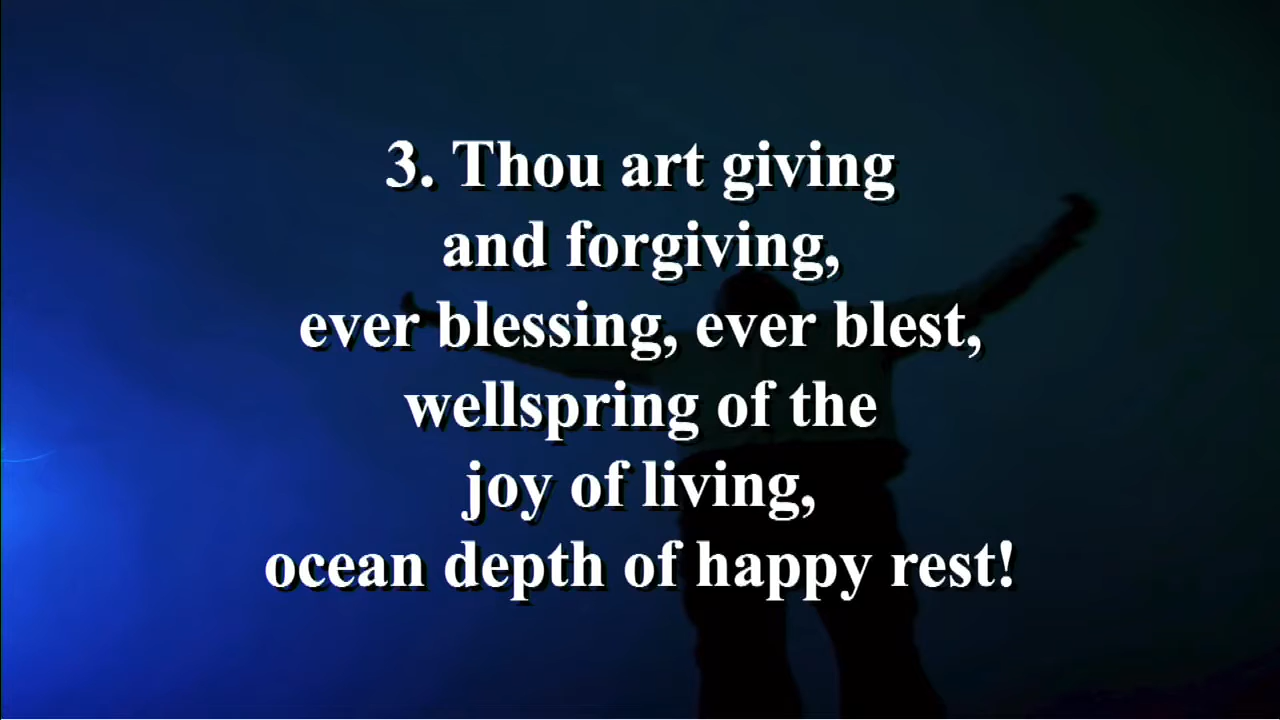 3. Thou art giving
and forgiving,
ever blessing, ever blest,
wellspring of the
joy of living,
ocean depth of happy rest!